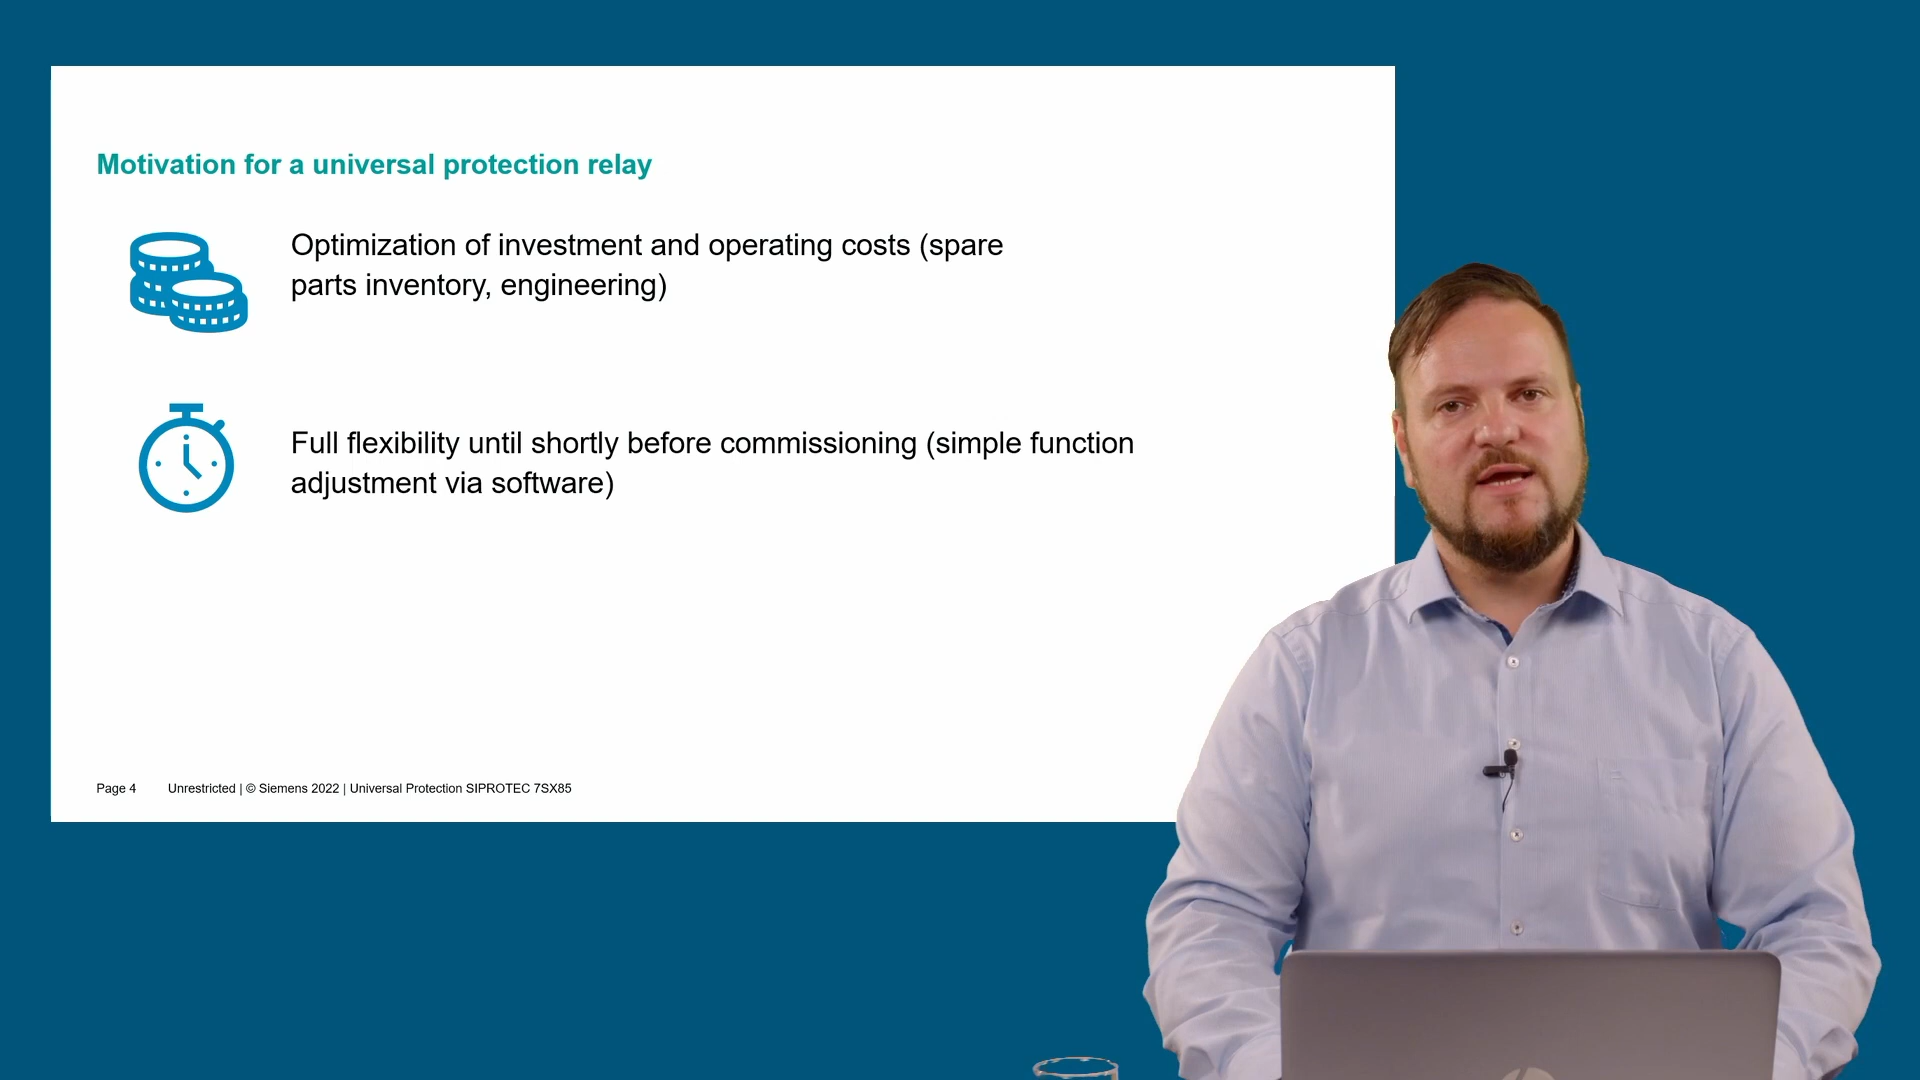 Motivation for a universal protection relay
Optimization of investment and operating costs (spare
parts inventory, engineering)
Full flexibility until shortly before commissioning (simple function
adjustment via software)
Page 4 Unrestricted | © Siemens 2022 | Universal Protection SIPROTEC 7SX85